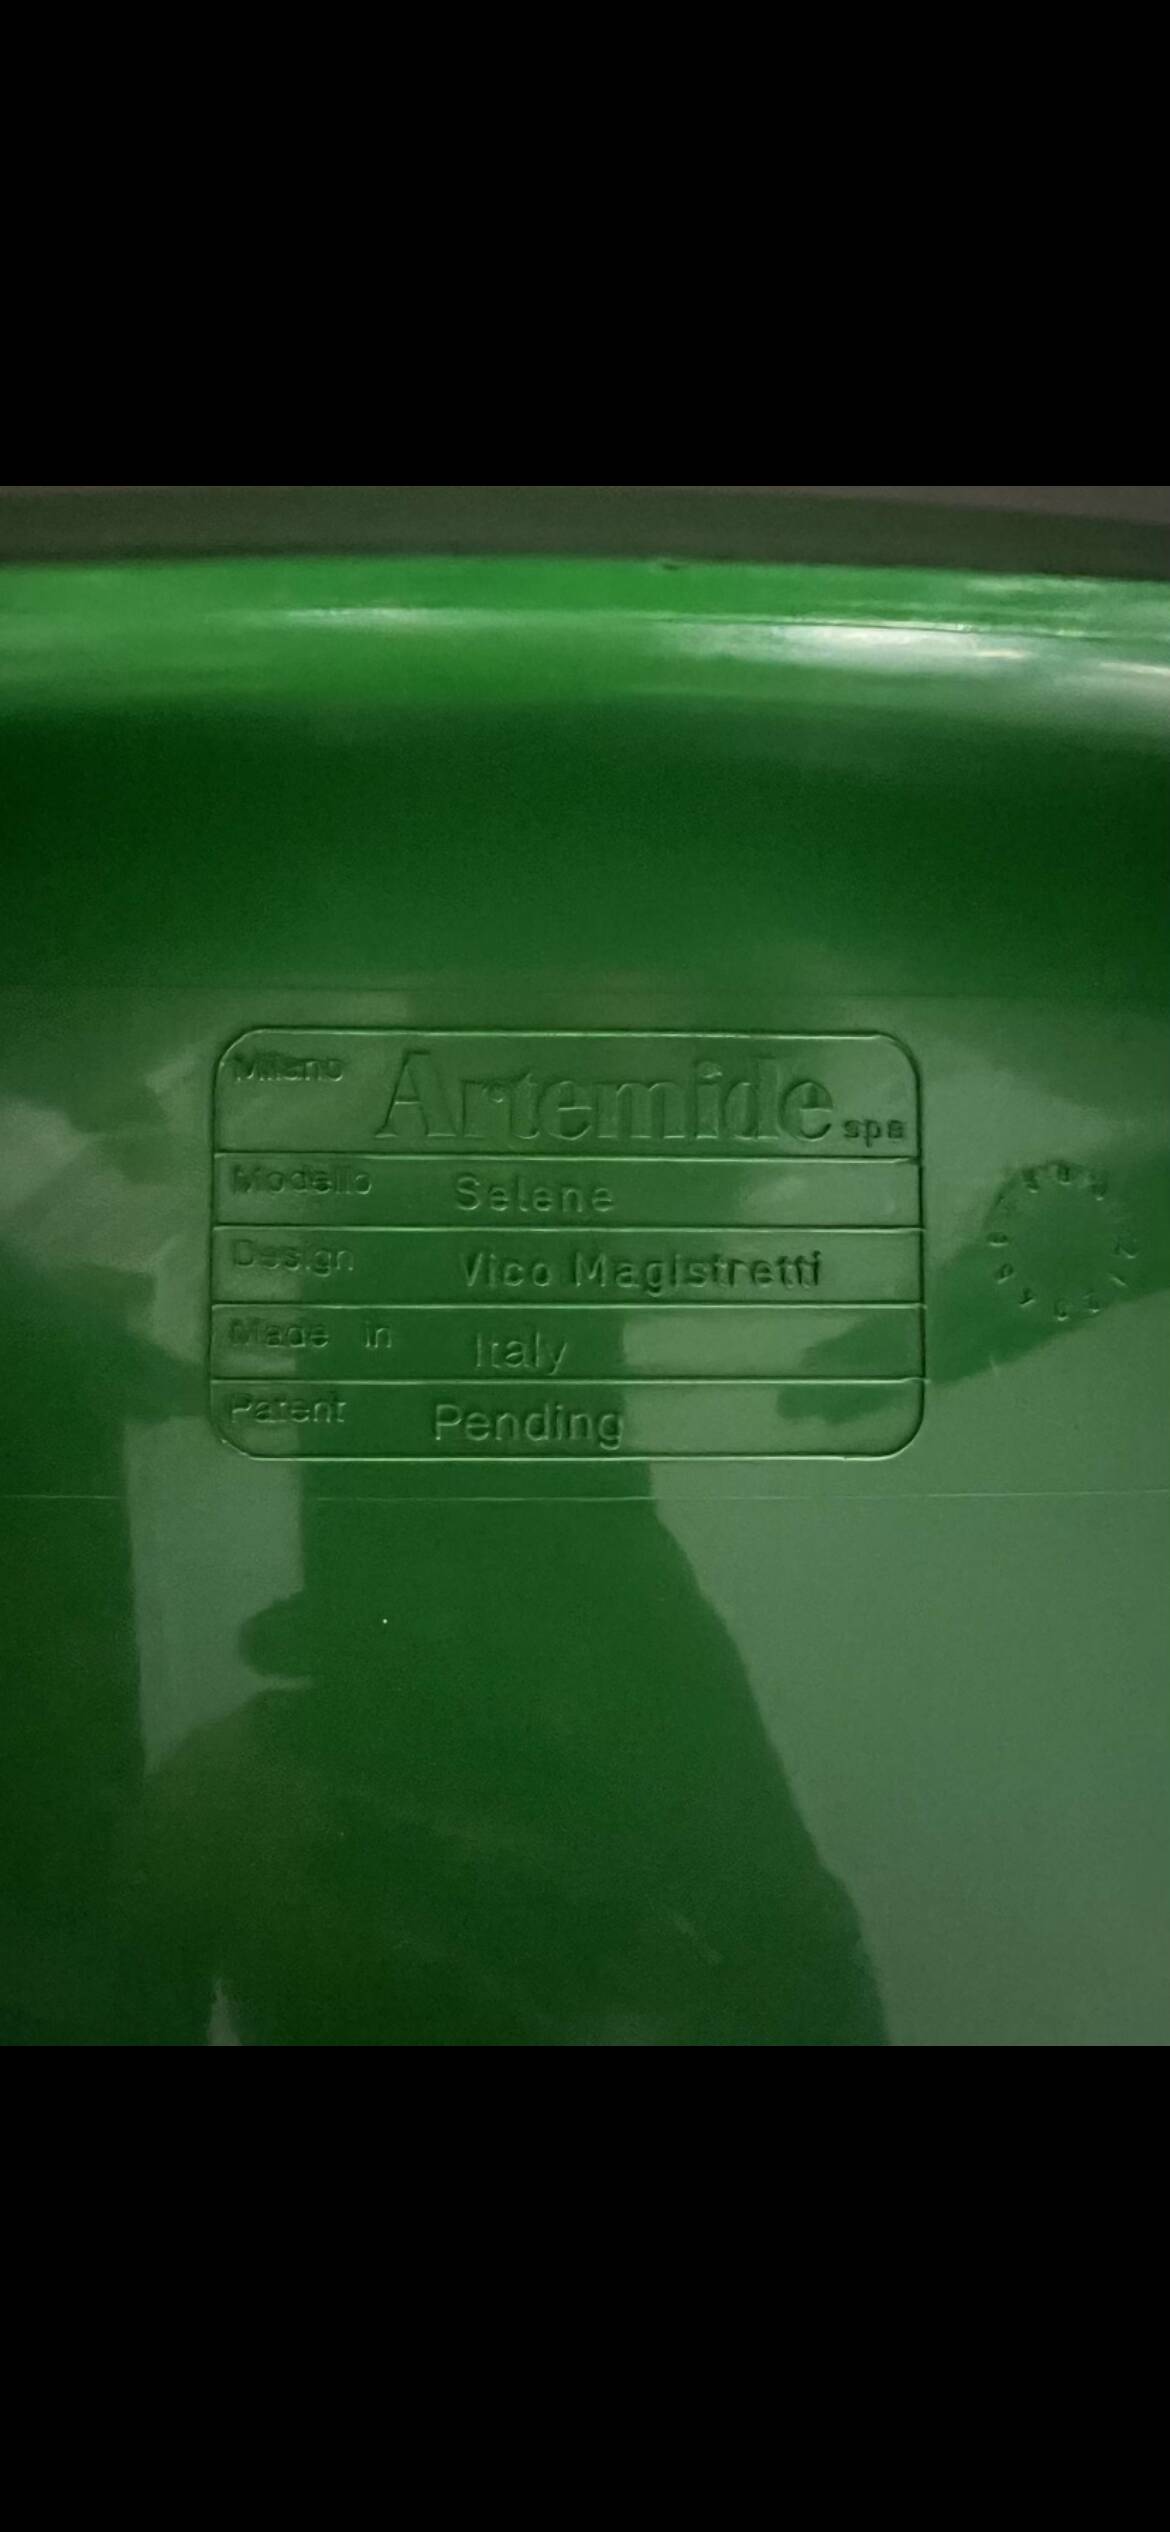 Milano Artemide spa
Modello Selene
Design Vico Magistretti
Made in Italy
Patent Pending